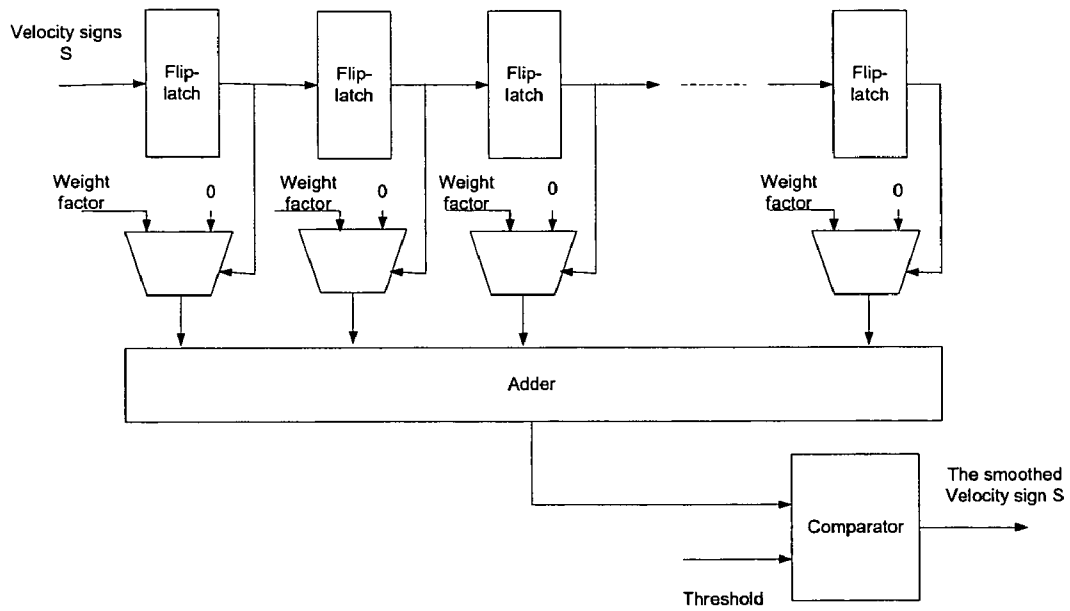 Velocity signs
S
Flip-
latch
Flip-
latch
Flip-
latch
Flip-
latch
Weight
factor
0
Weight
factor
0
Weight
factor
0
Weight
factor
0
Adder
Comparator
The smoothed
Velocity sign S
Threshold